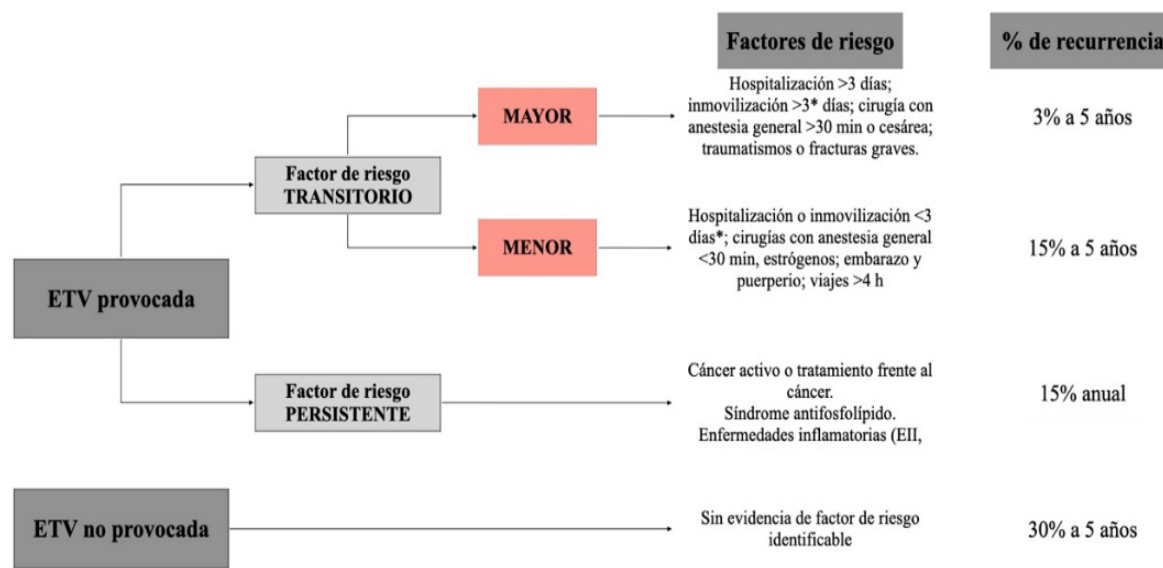 Factores de riesgo
% de recurrencia
Hospitalización >3 días;
inmovilización >3* días; cirugía con
anestesia general >30 min o cesárea;
traumatismos o fracturas graves.
MAYOR
3% a 5 años
Factor de riesgo
TRANSITORIO
Hospitalización o inmovilización <3
días*; cirugías con anestesia general
<30 min, estrógenos; embarazo y
puerperio; viajes >4 h
MENOR
15% a 5 años
ETV provocada
Factor de riesgo
PERSISTENTE
Cáncer activo o tratamiento frente al
cáncer.
Síndrome antifosfolípido.
Enfermedades inflamatorias (EII,
15% anual
ETV no provocada
Sin evidencia de factor de riesgo
identificable
30% a 5 años